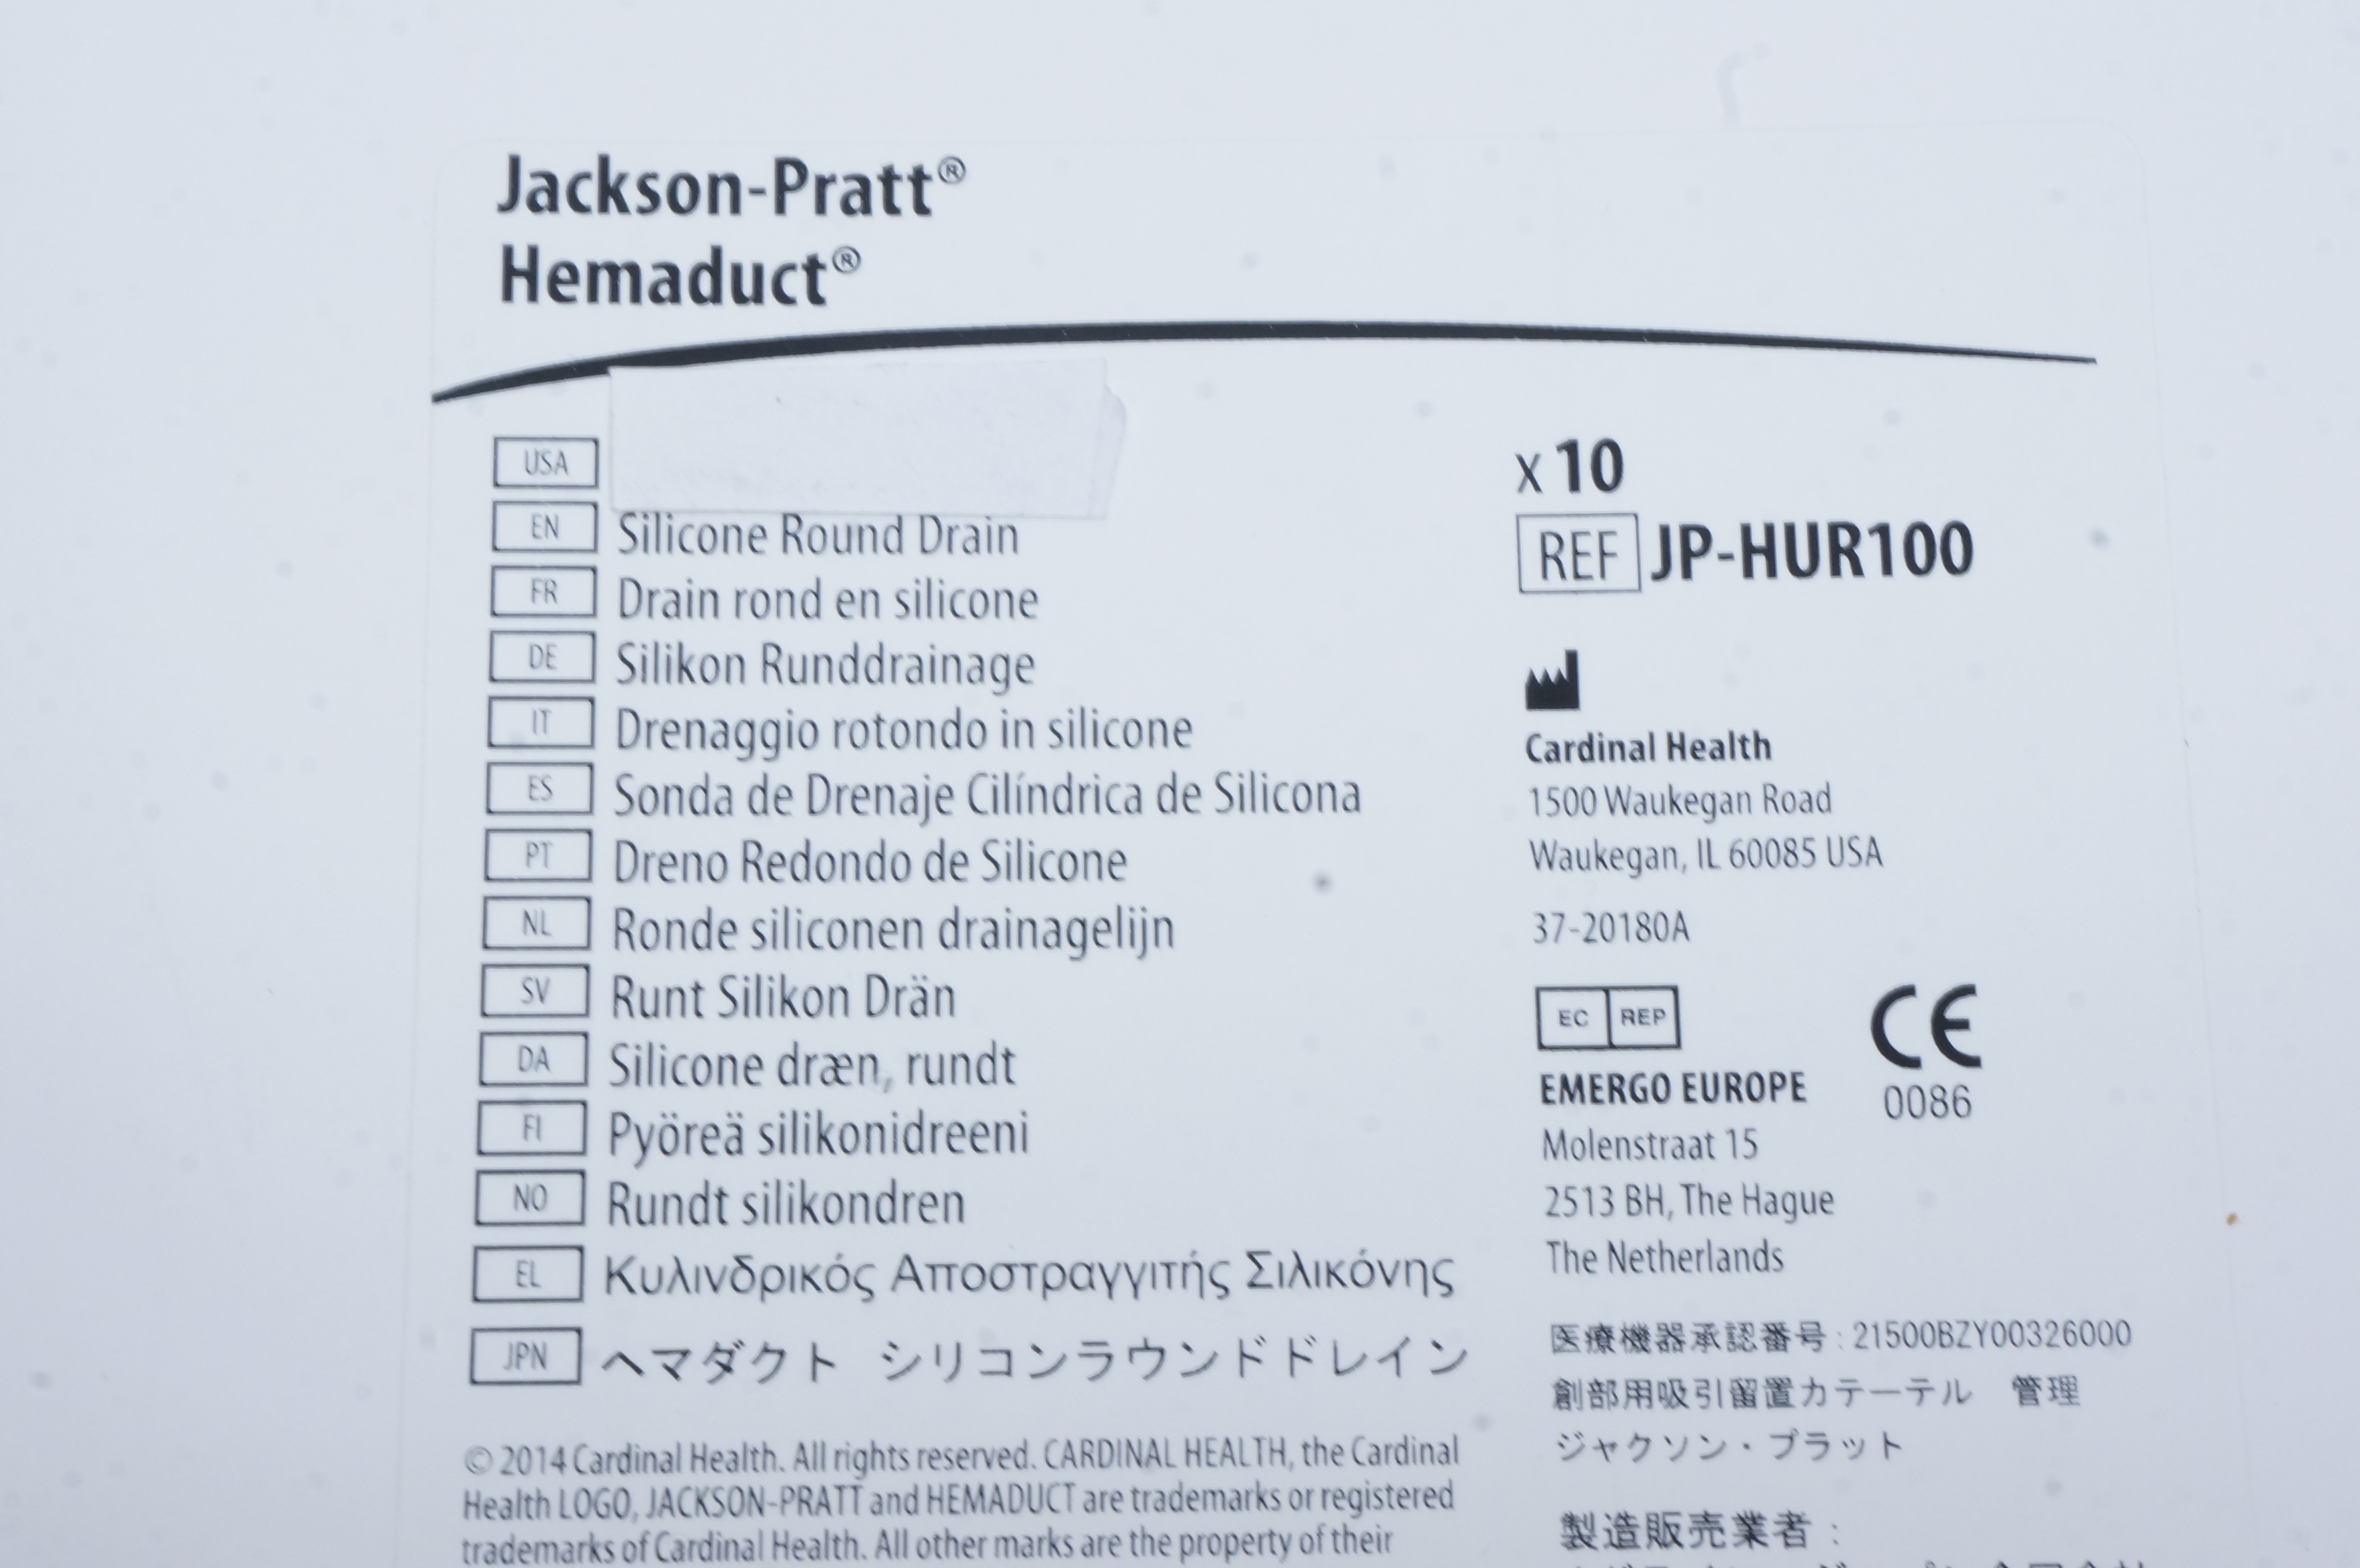 Jackson-Pratt®
Hemaduct®
USA
EN Silicone Round Drain
FR Drain rond en silicone
DE Silikon Runddrainage
IT Drenaggio rotondo in silicone
ES Sonda de Drenaje Cilíndrica de Silicona
PT Dreno Redondo de Silicone
NL Ronde siliconen drainagelijn
SV Runt Silikon Drän
DA Silicone dræn, rundt
FI Pyöreä silikonidreeni
NO Rundt silikondren
EL Κυλινδρικός Αποστραγγιτής Σιλικόνης
JPN ヘマダクト シリコンラウンドドレイン
© 2014 Cardinal Health. All rights reserved. CARDINAL HEALTH, the Cardinal
Health LOGO, JACKSON-PRATT and HEMADUCT are trademarks or registered
trademarks of Cardinal Health. All other marks are the property of their
x 10
REF JP-HUR100
Cardinal Health
1500 Waukegan Road
Waukegan, IL 60085 USA
37-20180A
EC REP
CE
0086
EMERGO EUROPE
Molenstraat 15
2513 BH, The Hague
The Netherlands
医療機器承認番号 : 21500BZY00326000
創部用吸引留置カテーテル 管理
ジャクソン・プラット
製造販売業者 :